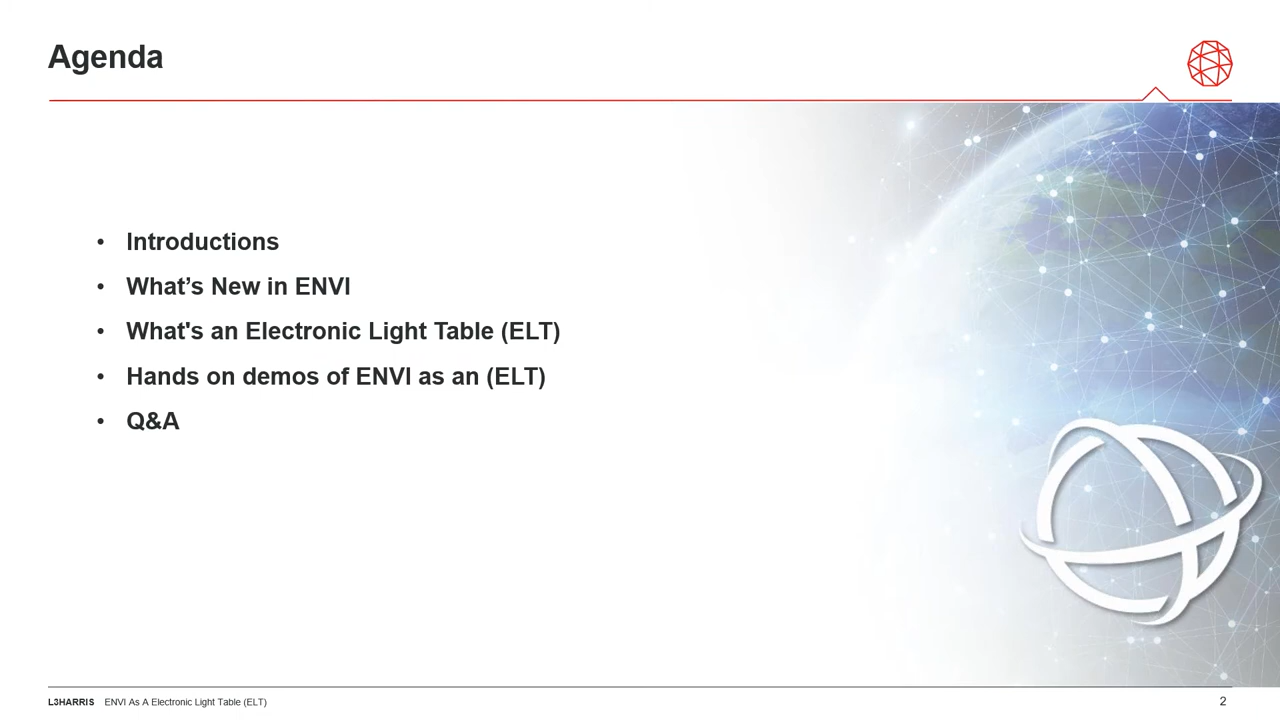 Agenda
• Introductions
• What’s New in ENVI
• What's an Electronic Light Table (ELT)
• Hands on demos of ENVI as an (ELT)
• Q&A
L3HARRIS ENVI As A Electronic Light Table (ELT) 2